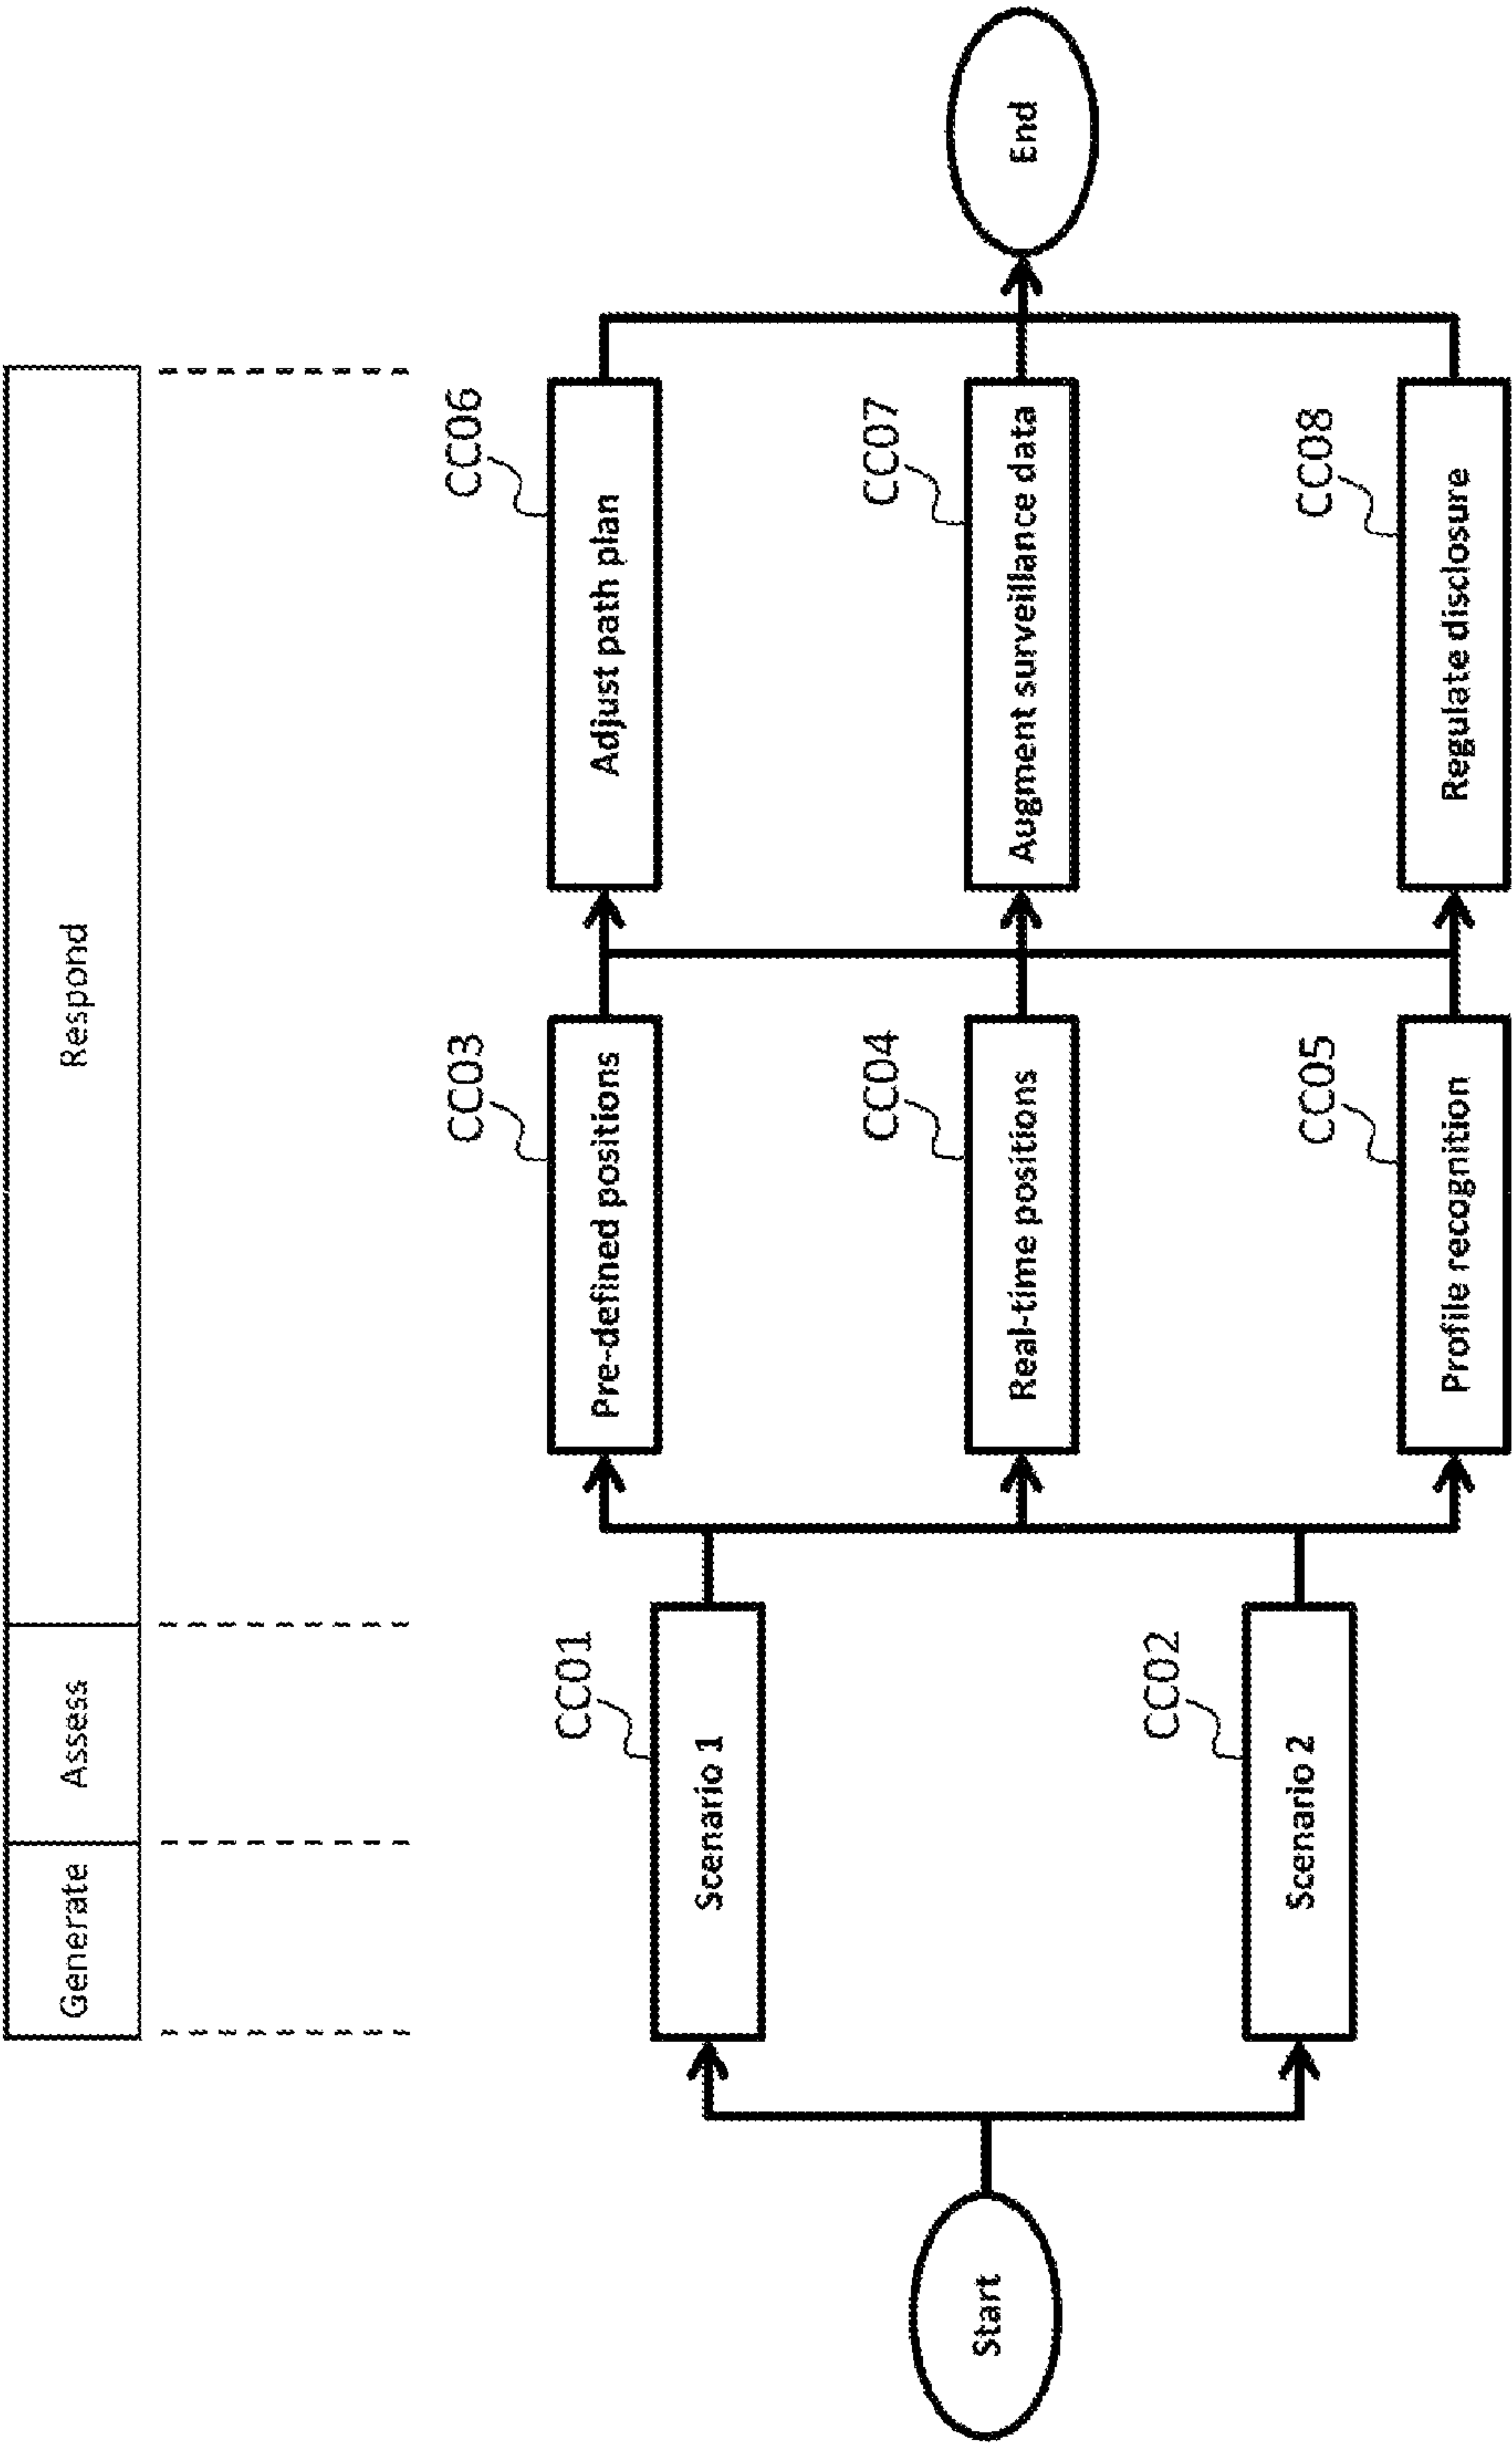 Generate
Assess
Respond
Start
CC01
Scenario 1
CC02
Scenario 2
CC03
Pre-defined positions
CC04
Real-time positions
CC05
Profile recognition
CC06
Adjust path plan
CC07
Augment surveillance data
CC08
Regulate disclosure
End